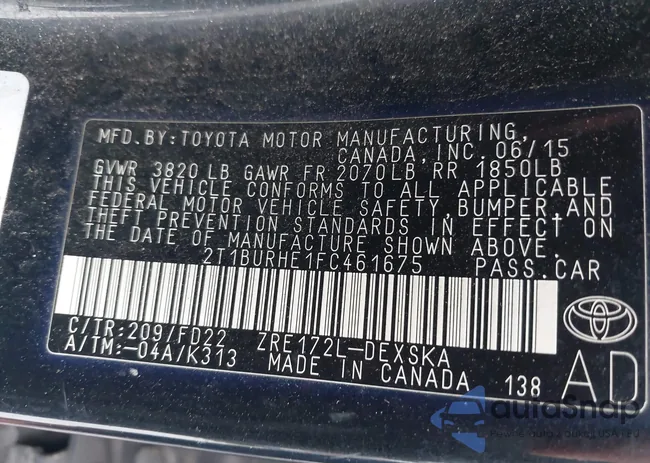 MFD.BY:TOYOTA MOTOR MANUFACTURING,
CANADA,INC. 06/15
GVWR 3820 LB GAWR FR 2070LB RR 1850LB
THIS VEHICLE CONFORMS TO ALL APPLICABLE
FEDERAL MOTOR VEHICLE SAFETY,BUMPER,AND
THEFT PREVENTION STANDARDS IN EFFECT ON
THE DATE OF MANUFACTURE SHOWN ABOVE.
2T1BURHE1FC461675 PASS.CAR
C/TR:209/FD22 ZRE172L-DEXSKA
A/TM:-04A/K313 MADE IN CANADA 138 AD
autoSnap